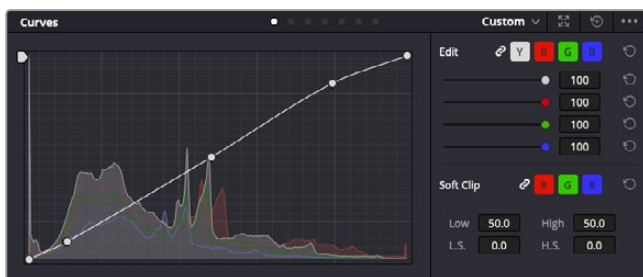 Curves
Custom
Edit Y R G B
100
100
100
100
Soft Clip R G B
Low 50.0 High 50.0
L.S. 0.0 H.S. 0.0